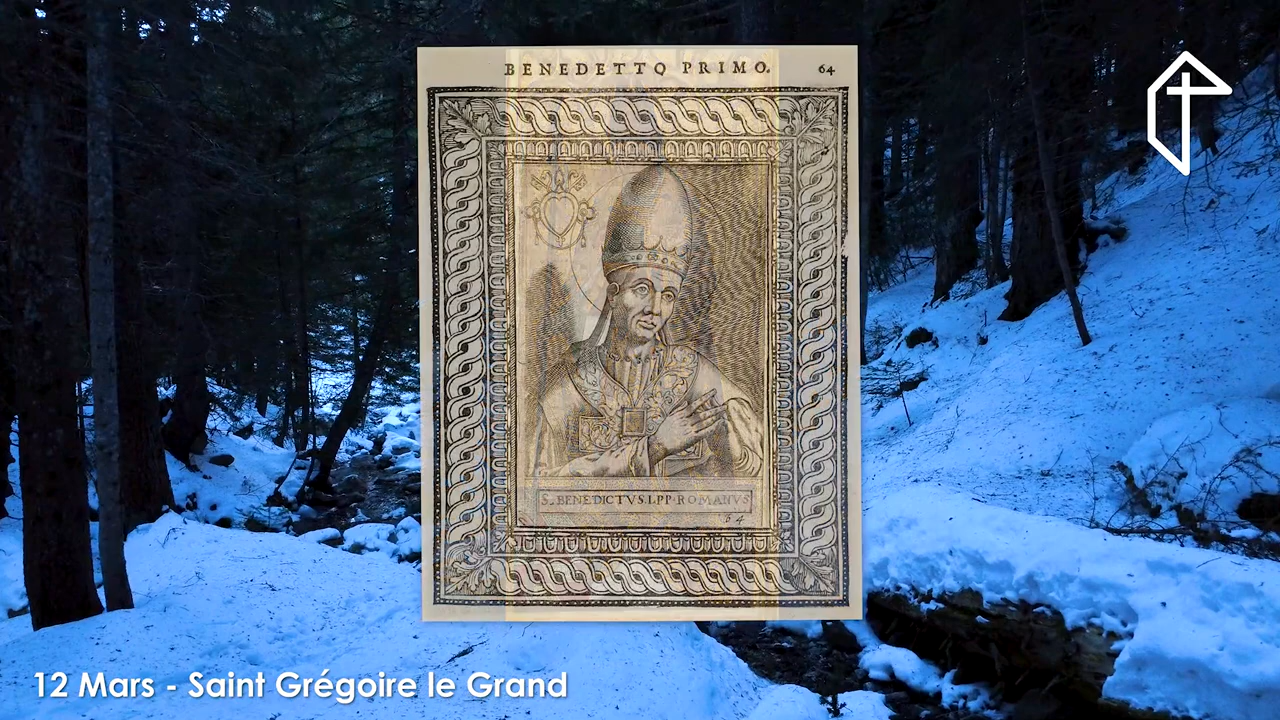 BENEDETTO PRIMO. 64
S. BENEDICTVS I. PP. ROMANVS
64
12 Mars - Saint Grégoire le Grand